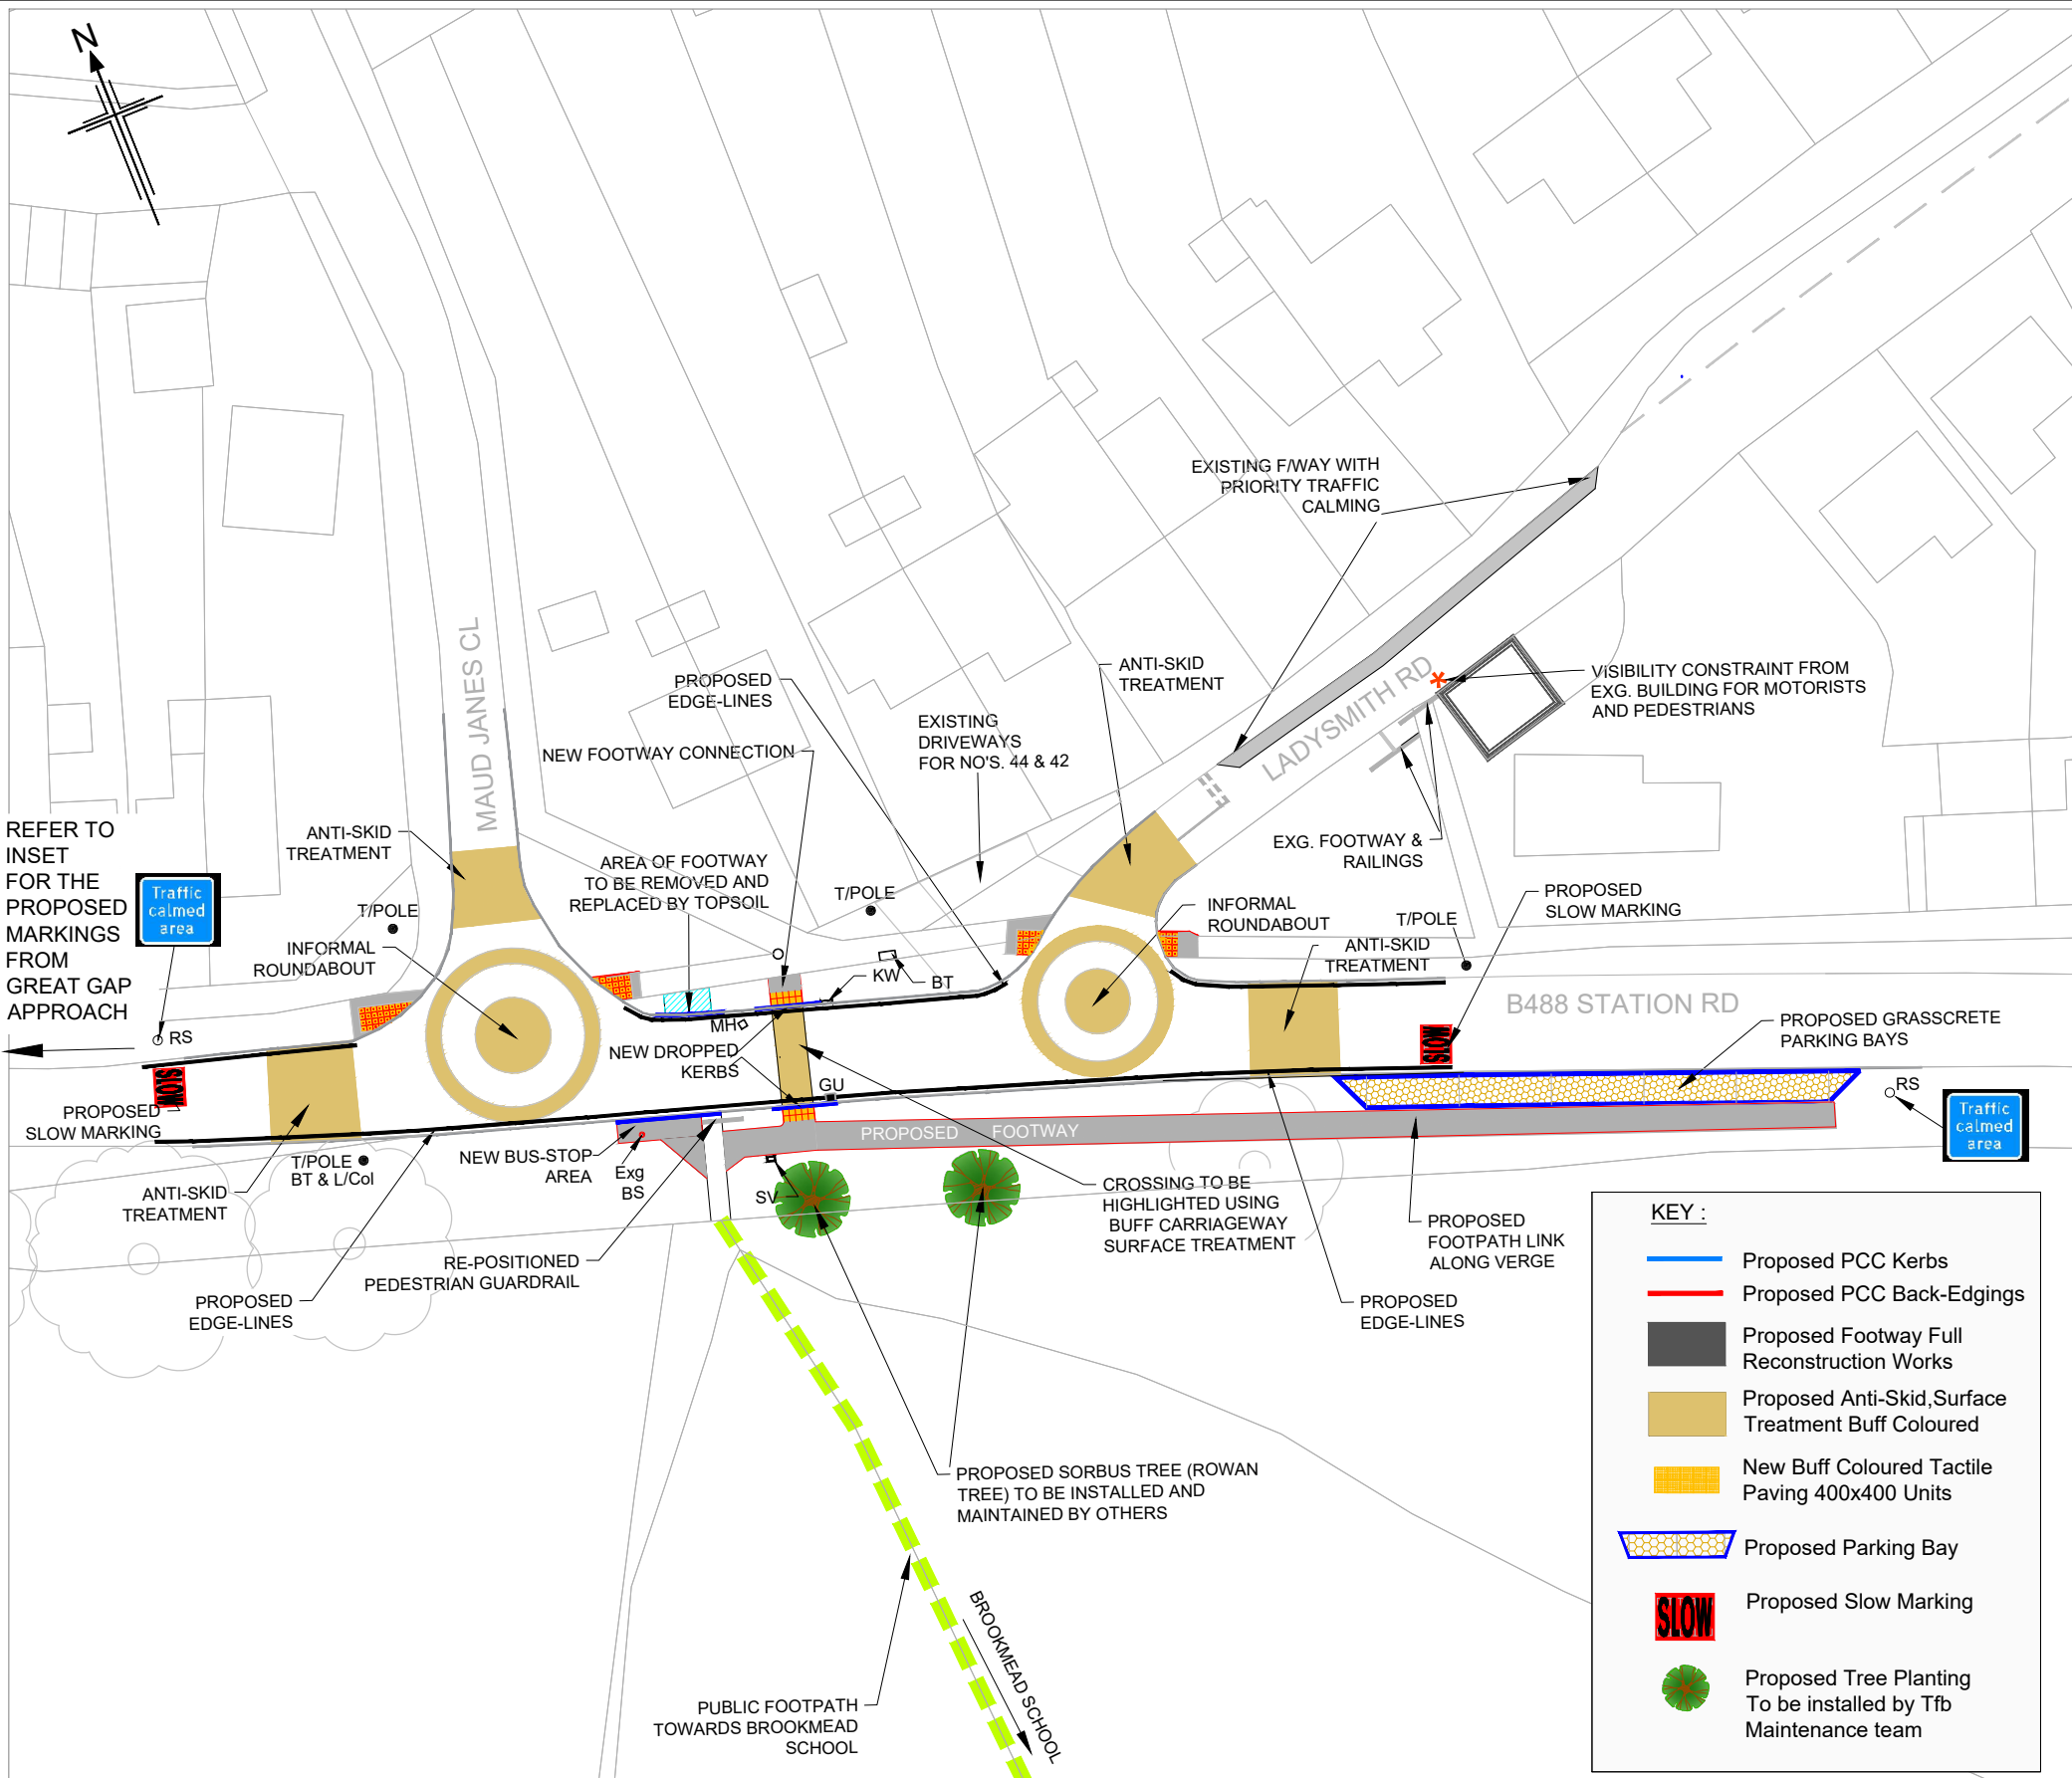 N
EXISTING F/WAY WITH
PRIORITY TRAFFIC
CALMING
MAUD JANES CL
PROPOSED
EDGE-LINES
NEW FOOTWAY CONNECTION
EXISTING
DRIVEWAYS
FOR NO'S. 44 & 42
ANTI-SKID
TREATMENT
LADYSMITH RD
VISIBILITY CONSTRAINT FROM
EXG. BUILDING FOR MOTORISTS
AND PEDESTRIANS
REFER TO
INSET
FOR THE
PROPOSED
MARKINGS
FROM
GREAT GAP
APPROACH
Traffic
calmed
area
ANTI-SKID
TREATMENT
T/POLE
INFORMAL
ROUNDABOUT
AREA OF FOOTWAY
TO BE REMOVED AND
REPLACED BY TOPSOIL
T/POLE
EXG. FOOTWAY &
RAILINGS
INFORMAL
ROUNDABOUT
T/POLE
ANTI-SKID
TREATMENT
PROPOSED
SLOW MARKING
RS
KW
BT
MH
B488 STATION RD
NEW DROPPED
KERBS
GU
SLOW
SLOW
PROPOSED GRASSCRETE
PARKING BAYS
RS
Traffic
calmed
area
PROPOSED
SLOW MARKING
PROPOSED FOOTWAY
T/POLE
BT & L/Col
NEW BUS-STOP
AREA
Exg
BS
SV
ANTI-SKID
TREATMENT
CROSSING TO BE
HIGHLIGHTED USING
BUFF CARRIAGEWAY
SURFACE TREATMENT
PROPOSED
FOOTPATH LINK
ALONG VERGE
RE-POSITIONED
PEDESTRIAN GUARDRAIL
PROPOSED
EDGE-LINES
PROPOSED
EDGE-LINES
PROPOSED SORBUS TREE (ROWAN
TREE) TO BE INSTALLED AND
MAINTAINED BY OTHERS
PUBLIC FOOTPATH
TOWARDS BROOKMEAD
SCHOOL
BROOKMEAD SCHOOL
KEY :
Proposed PCC Kerbs
Proposed PCC Back-Edgings
Proposed Footway Full
Reconstruction Works
Proposed Anti-Skid,Surface
Treatment Buff Coloured
New Buff Coloured Tactile
Paving 400x400 Units
Proposed Parking Bay
SLOW
Proposed Slow Marking
Proposed Tree Planting
To be installed by Tfb
Maintenance team